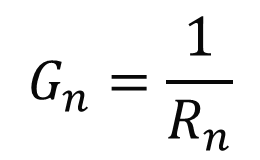 Gₙ = 1/Rₙ